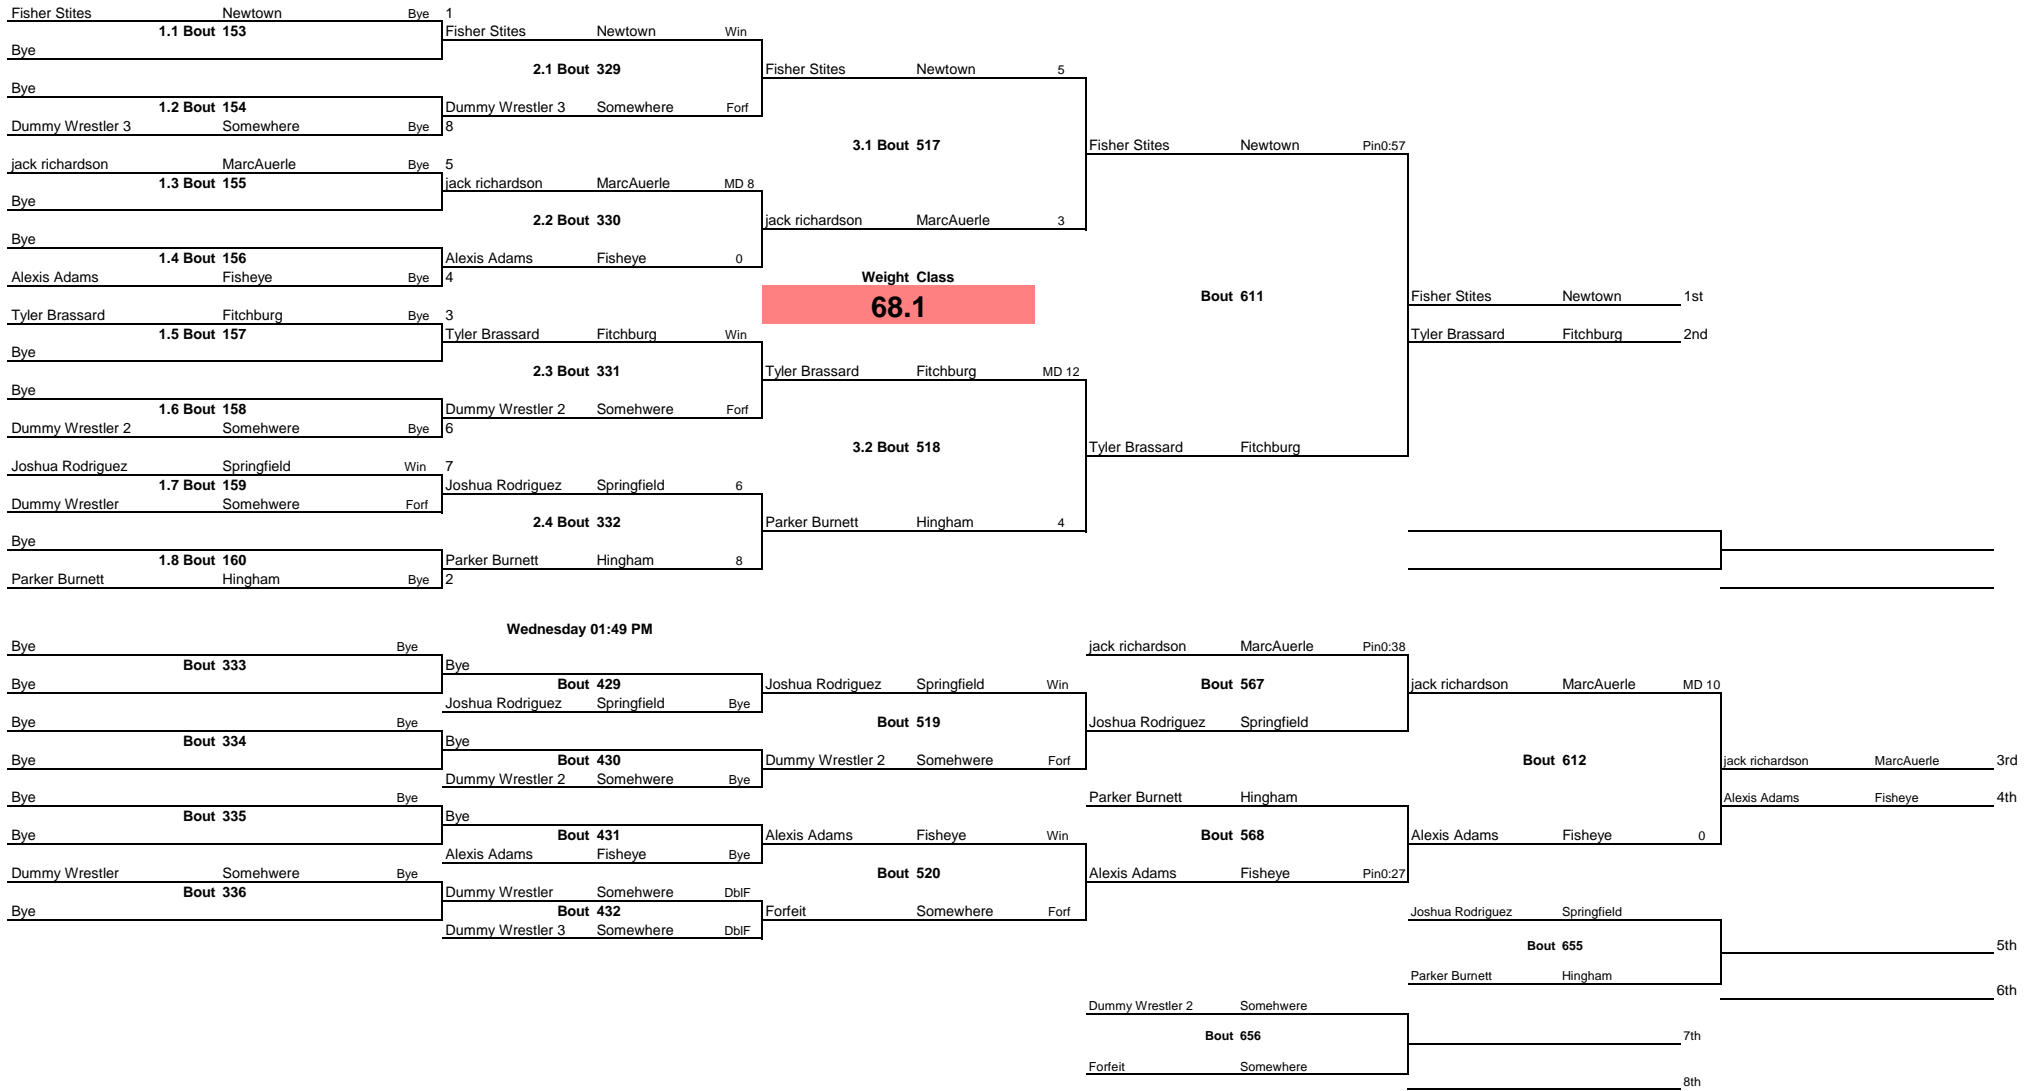 Fisher Stites Newtown Bye 1
1.1 Bout 153
Bye
Bye
1.2 Bout 154
Dummy Wrestler 3 Somewhere Bye 8
jack richardson MarcAuerle Bye 5
1.3 Bout 155
Bye
Bye
1.4 Bout 156
Alexis Adams Fisheye Bye 4
Tyler Brassard Fitchburg Bye 3
1.5 Bout 157
Bye
Bye
1.6 Bout 158
Dummy Wrestler 2 Somehwere Bye 6
Joshua Rodriguez Springfield Win 7
1.7 Bout 159
Dummy Wrestler Somehwere Forf
Bye
1.8 Bout 160
Parker Burnett Hingham Bye 2
Fisher Stites Newtown Win
2.1 Bout 329
Dummy Wrestler 3 Somewhere Forf
jack richardson MarcAuerle MD 8
2.2 Bout 330
Alexis Adams Fisheye 0
Tyler Brassard Fitchburg Win
2.3 Bout 331
Dummy Wrestler 2 Somehwere Forf
Joshua Rodriguez Springfield 6
2.4 Bout 332
Parker Burnett Hingham 8
Fisher Stites Newtown 5
3.1 Bout 517
jack richardson MarcAuerle 3
Weight Class
68.1
Tyler Brassard Fitchburg MD 12
3.2 Bout 518
Parker Burnett Hingham 4
Fisher Stites Newtown Pin0:57
Bout 611
Tyler Brassard Fitchburg
Fisher Stites Newtown 1st
Tyler Brassard Fitchburg 2nd
Wednesday 01:49 PM
Bye Bye
Bout 333
Bye
Bye Bye
Bout 334
Bye
Bye Bye
Bout 335
Bye
Dummy Wrestler Somehwere Bye
Bout 336
Bye
Bye
Bout 429
Joshua Rodriguez Springfield Bye
Bye
Bout 430
Dummy Wrestler 2 Somehwere Bye
Bye
Bout 431
Alexis Adams Fisheye Bye
Dummy Wrestler Somehwere DblF
Bout 432
Dummy Wrestler 3 Somewhere DblF
Joshua Rodriguez Springfield Win
Bout 519
Dummy Wrestler 2 Somehwere Forf
Alexis Adams Fisheye Win
Bout 520
Forfeit Somewhere Forf
jack richardson MarcAuerle Pin0:38
Bout 567
Joshua Rodriguez Springfield
Parker Burnett Hingham
Bout 568
Alexis Adams Fisheye Pin0:27
jack richardson MarcAuerle MD 10
Bout 612
Alexis Adams Fisheye 0
jack richardson MarcAuerle 3rd
Alexis Adams Fisheye 4th
Joshua Rodriguez Springfield
Bout 655
Parker Burnett Hingham
5th
6th
Dummy Wrestler 2 Somehwere
Bout 656
Forfeit Somewhere
7th
8th